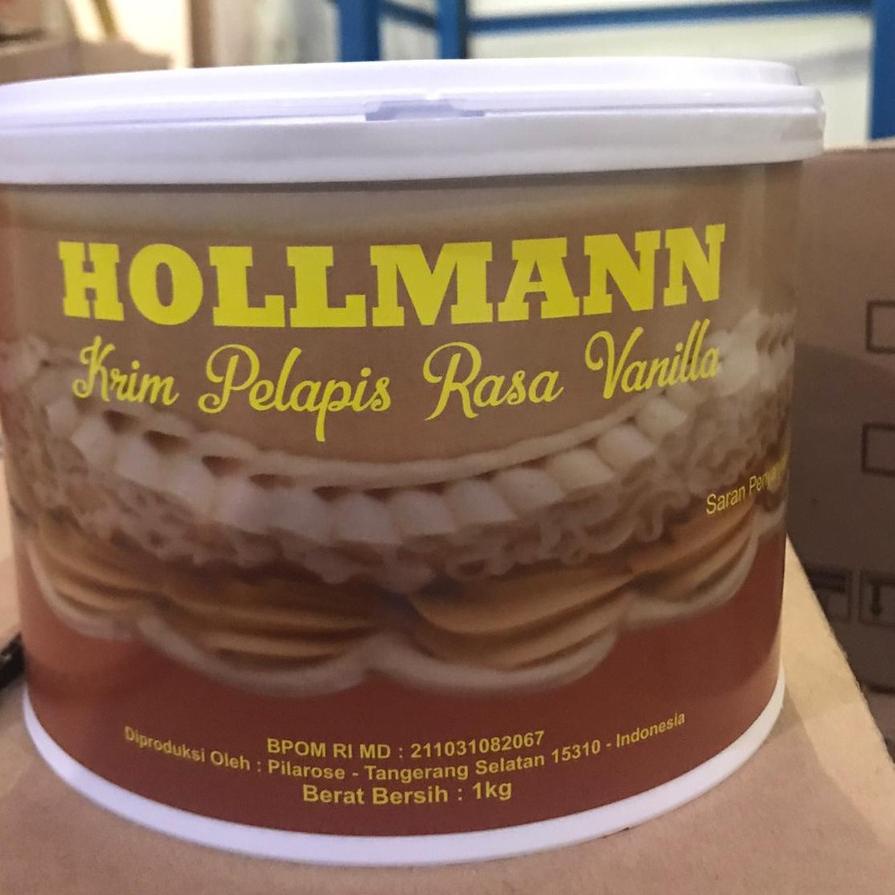 HOLLMANN
Krim Pelapis Rasa Vanilla
Saran
BPOM RI MD : 211031082067
Diproduksi Oleh : Pilarose - Tangerang Selatan 15310 - Indonesia
Berat Bersih : 1kg